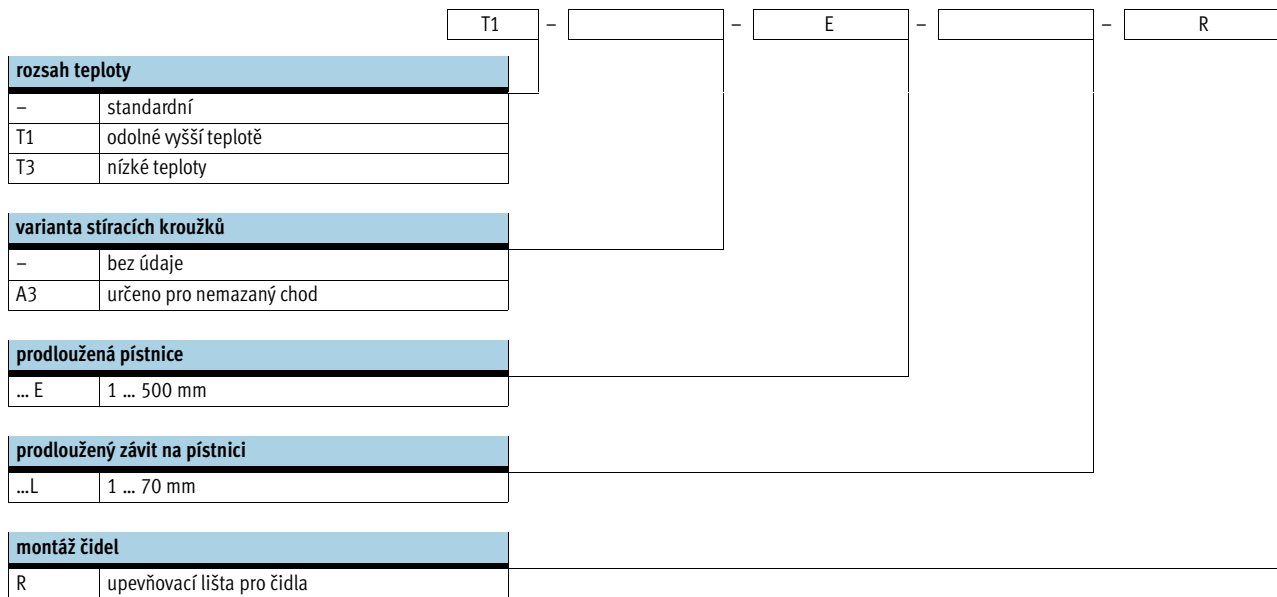 T1 – – E – – R
rozsah teploty
– standardní
T1 odolné vyšší teplotě
T3 nízké teploty
varianta stíracích kroužků
– bez údaje
A3 určeno pro nemazaný chod
prodloužená pístnice
... E 1 ... 500 mm
prodloužený závit na pístnici
...L 1 ... 70 mm
montáž čidel
R upevňovací lišta pro čidla